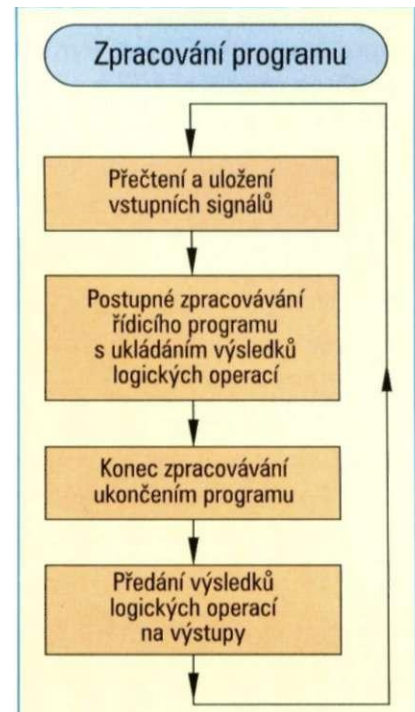 Zpracování programu
Přečtení a uložení
vstupních signálů
Postupné zpracovávání
řídicího programu
s ukládáním výsledků
logických operací
Konec zpracovávání
ukončením programu
Předání výsledků
logických operací
na výstupy